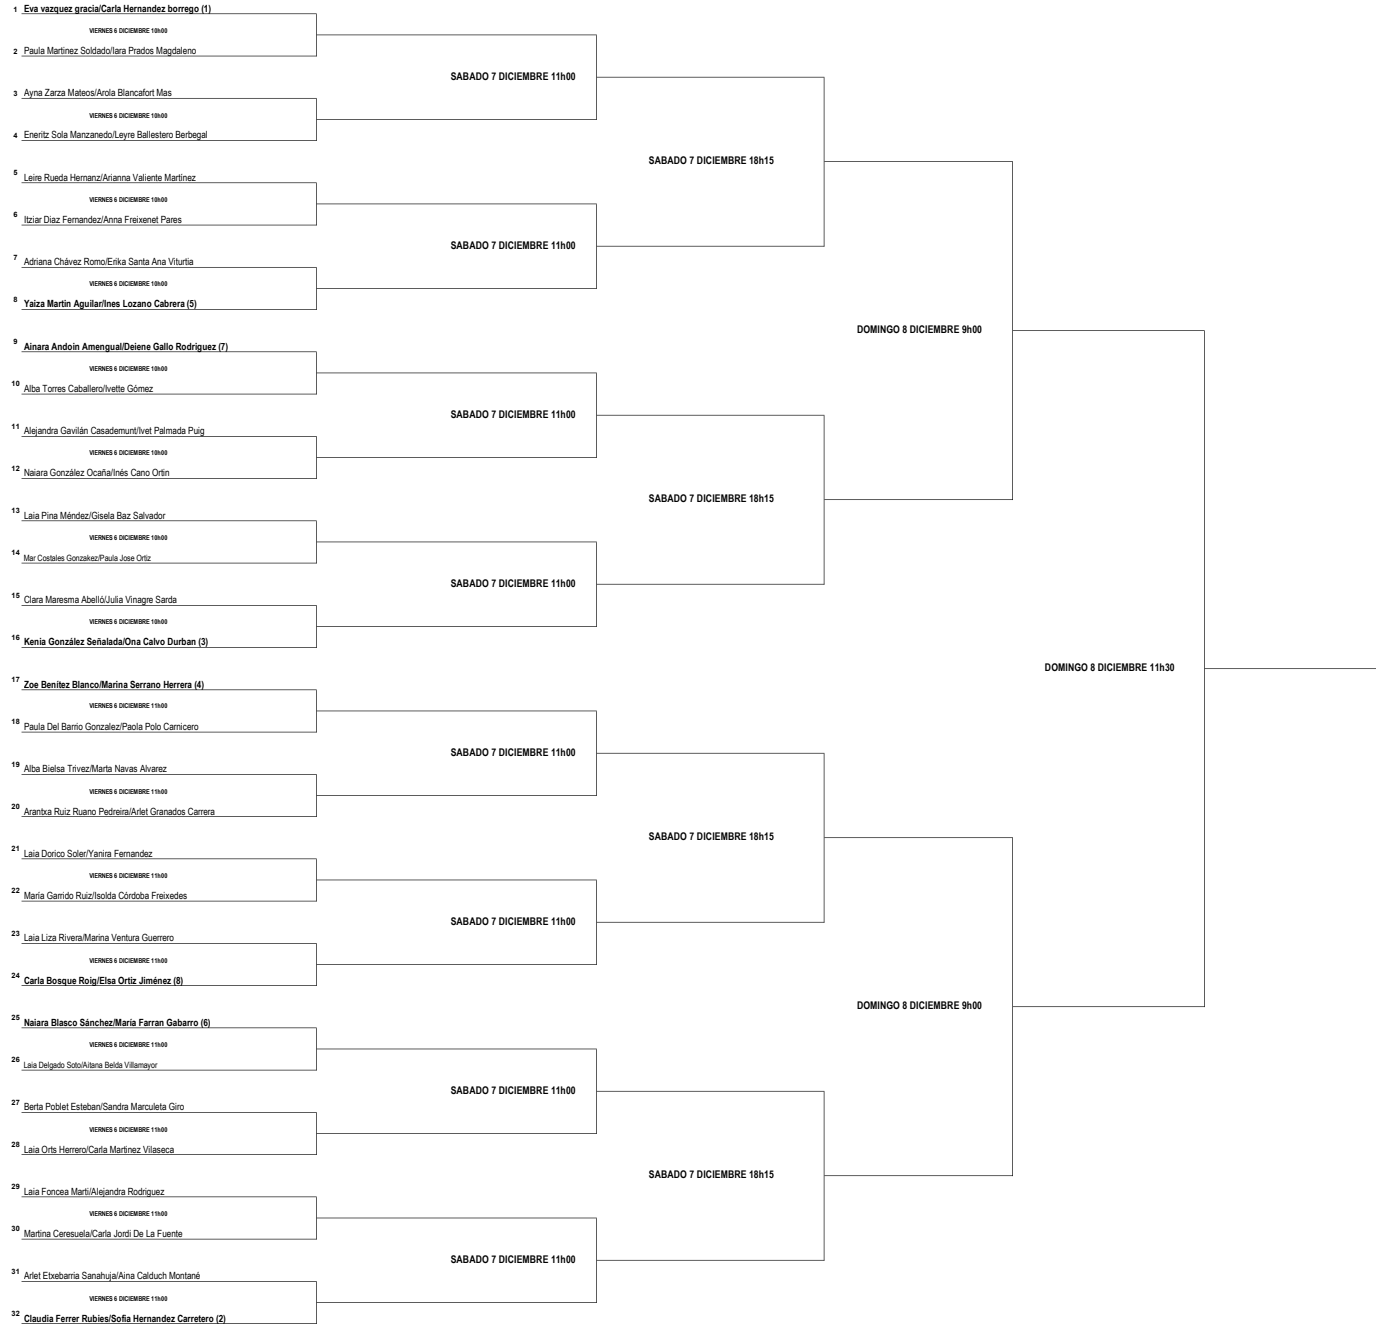 1 Eva vazquez gracia/Carla Hernandez borrego (1)
VIERNES 6 DICIEMBRE 10h00
2 Paula Martinez Soldado/Iara Prados Magdaleno
SABADO 7 DICIEMBRE 11h00
3 Ayna Zarza Mateos/Arola Blancafort Mas
VIERNES 6 DICIEMBRE 10h00
4 Eneritz Sola Manzanedo/Leyre Ballestero Berbegal
SABADO 7 DICIEMBRE 18h15
5 Leire Rueda Hernanz/Arianna Valiente Martínez
VIERNES 6 DICIEMBRE 10h00
6 Itziar Diaz Fernandez/Anna Freixenet Pares
SABADO 7 DICIEMBRE 11h00
7 Adriana Chávez Romo/Erika Santa Ana Viturtia
VIERNES 6 DICIEMBRE 10h00
8 Yaiza Martin Aguilar/Ines Lozano Cabrera (5)
DOMINGO 8 DICIEMBRE 9h00
9 Ainara Andoin Amengual/Deiene Gallo Rodriguez (7)
VIERNES 6 DICIEMBRE 10h00
10 Alba Torres Caballero/Ivette Gómez
SABADO 7 DICIEMBRE 11h00
11 Alejandra Gavilán Casademunt/Ivet Palmada Puig
VIERNES 6 DICIEMBRE 10h00
12 Naiara González Ocaña/Inés Cano Ortin
SABADO 7 DICIEMBRE 18h15
13 Laia Pina Méndez/Gisela Baz Salvador
VIERNES 6 DICIEMBRE 10h00
14 Mar Costales Gonzakez/Paula Jose Ortiz
SABADO 7 DICIEMBRE 11h00
15 Clara Maresma Abelló/Julia Vinagre Sarda
VIERNES 6 DICIEMBRE 10h00
16 Kenia González Señalada/Ona Calvo Durban (3)
DOMINGO 8 DICIEMBRE 11h30
17 Zoe Benítez Blanco/Marina Serrano Herrera (4)
VIERNES 6 DICIEMBRE 11h00
18 Paula Del Barrio Gonzalez/Paola Polo Carnicero
SABADO 7 DICIEMBRE 11h00
19 Alba Bielsa Trivez/Marta Navas Alvarez
VIERNES 6 DICIEMBRE 11h00
20 Arantxa Ruiz Ruano Pedreira/Arlet Granados Carrera
SABADO 7 DICIEMBRE 18h15
21 Laia Dorico Soler/Yanira Fernandez
VIERNES 6 DICIEMBRE 11h00
22 María Garrido Ruiz/Isolda Córdoba Freixedes
SABADO 7 DICIEMBRE 11h00
23 Laia Liza Rivera/Marina Ventura Guerrero
VIERNES 6 DICIEMBRE 11h00
24 Carla Bosque Roig/Elsa Ortiz Jiménez (8)
DOMINGO 8 DICIEMBRE 9h00
25 Naiara Blasco Sánchez/María Farran Gabarro (6)
VIERNES 6 DICIEMBRE 11h00
26 Laia Delgado Soto/Aitana Belda Villamayor
SABADO 7 DICIEMBRE 11h00
27 Berta Poblet Esteban/Sandra Marculeta Giro
VIERNES 6 DICIEMBRE 11h00
28 Laia Orts Herrero/Carla Martinez Vilaseca
SABADO 7 DICIEMBRE 18h15
29 Laia Foncea Marti/Alejandra Rodriguez
VIERNES 6 DICIEMBRE 11h00
30 Martina Ceresuela/Carla Jordi De La Fuente
SABADO 7 DICIEMBRE 11h00
31 Arlet Etxebarria Sanahuja/Aina Calduch Montané
VIERNES 6 DICIEMBRE 11h00
32 Claudia Ferrer Rubies/Sofia Hernandez Carretero (2)